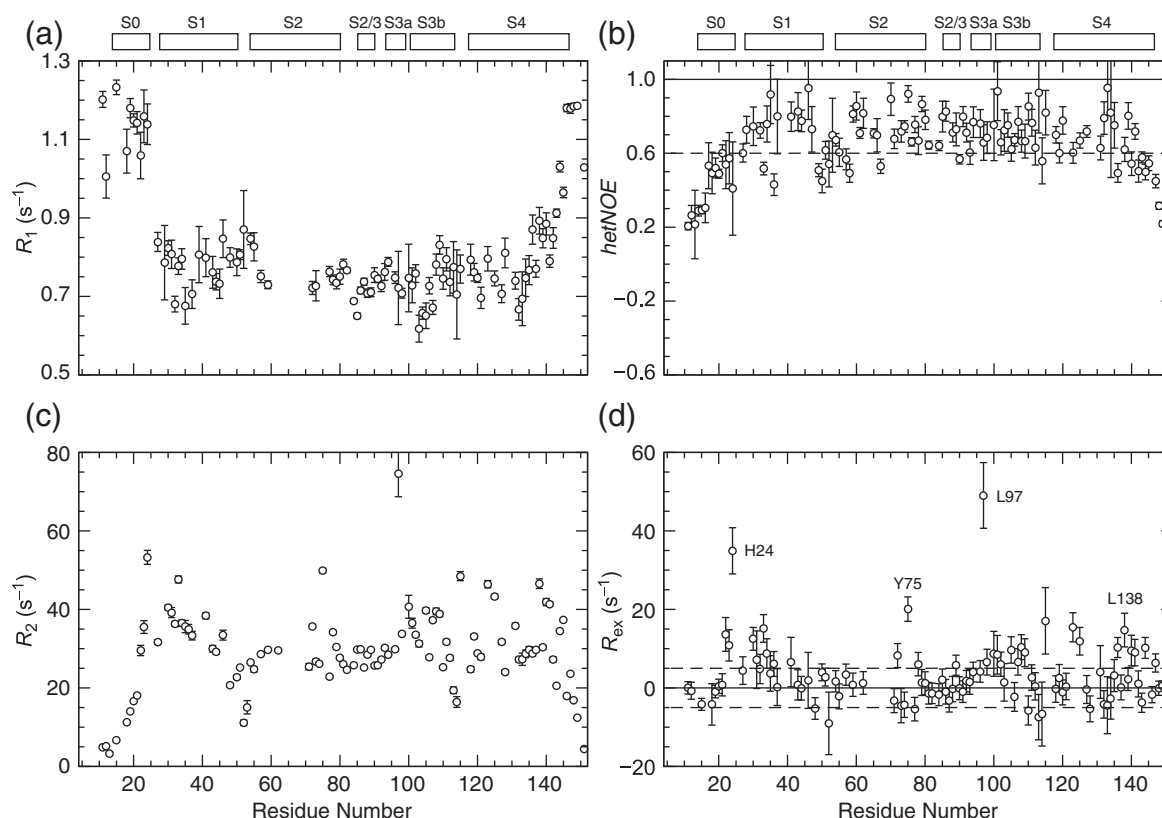 S0 S1 S2 S2/3 S3a S3b S4
S0 S1 S2 S2/3 S3a S3b S4
(a)
(b)
1.3
1.1
0.9
0.7
0.5
R1 (s−1)
1.0
0.6
0.2
−0.2
−0.6
hetNOE
(c)
(d)
80
60
40
20
0
R2 (s−1)
20 40 60 80 100 120 140
Residue Number
60
40
20
0
−20
Rex (s−1)
H24
Y75
L97
L138
20 40 60 80 100 120 140
Residue Number